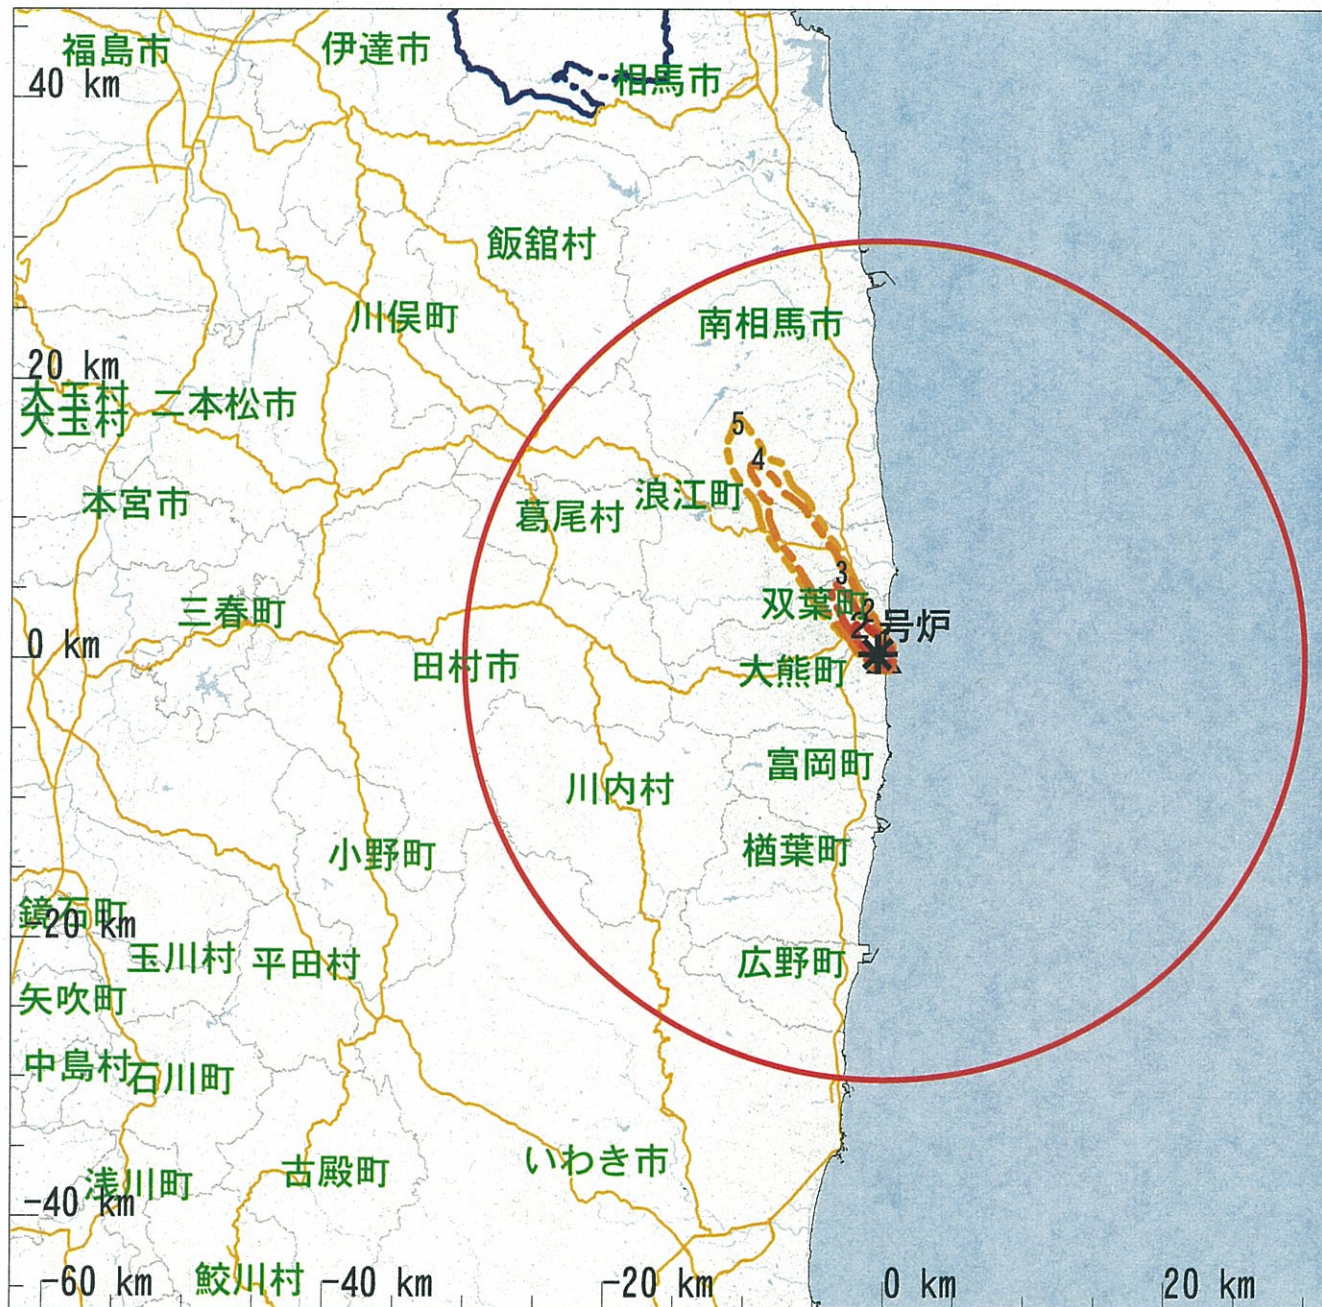 福島市
伊達市
相馬市
40 km
飯舘村
川俣町
南相馬市
20 km
大玉村
大玉村
二本松市
5
4
本宮市
葛尾村
浪江町
3
三春町
双葉町
2
2号炉
0 km
田村市
大熊町
富岡町
川内村
小野町
楢葉町
鏡石町
-20 km
玉川村
平田村
広野町
矢吹町
中島村
石川町
いわき市
古殿町
浅川町
-40 km
鮫川村
-60 km
-40 km
-20 km
0 km
20 km